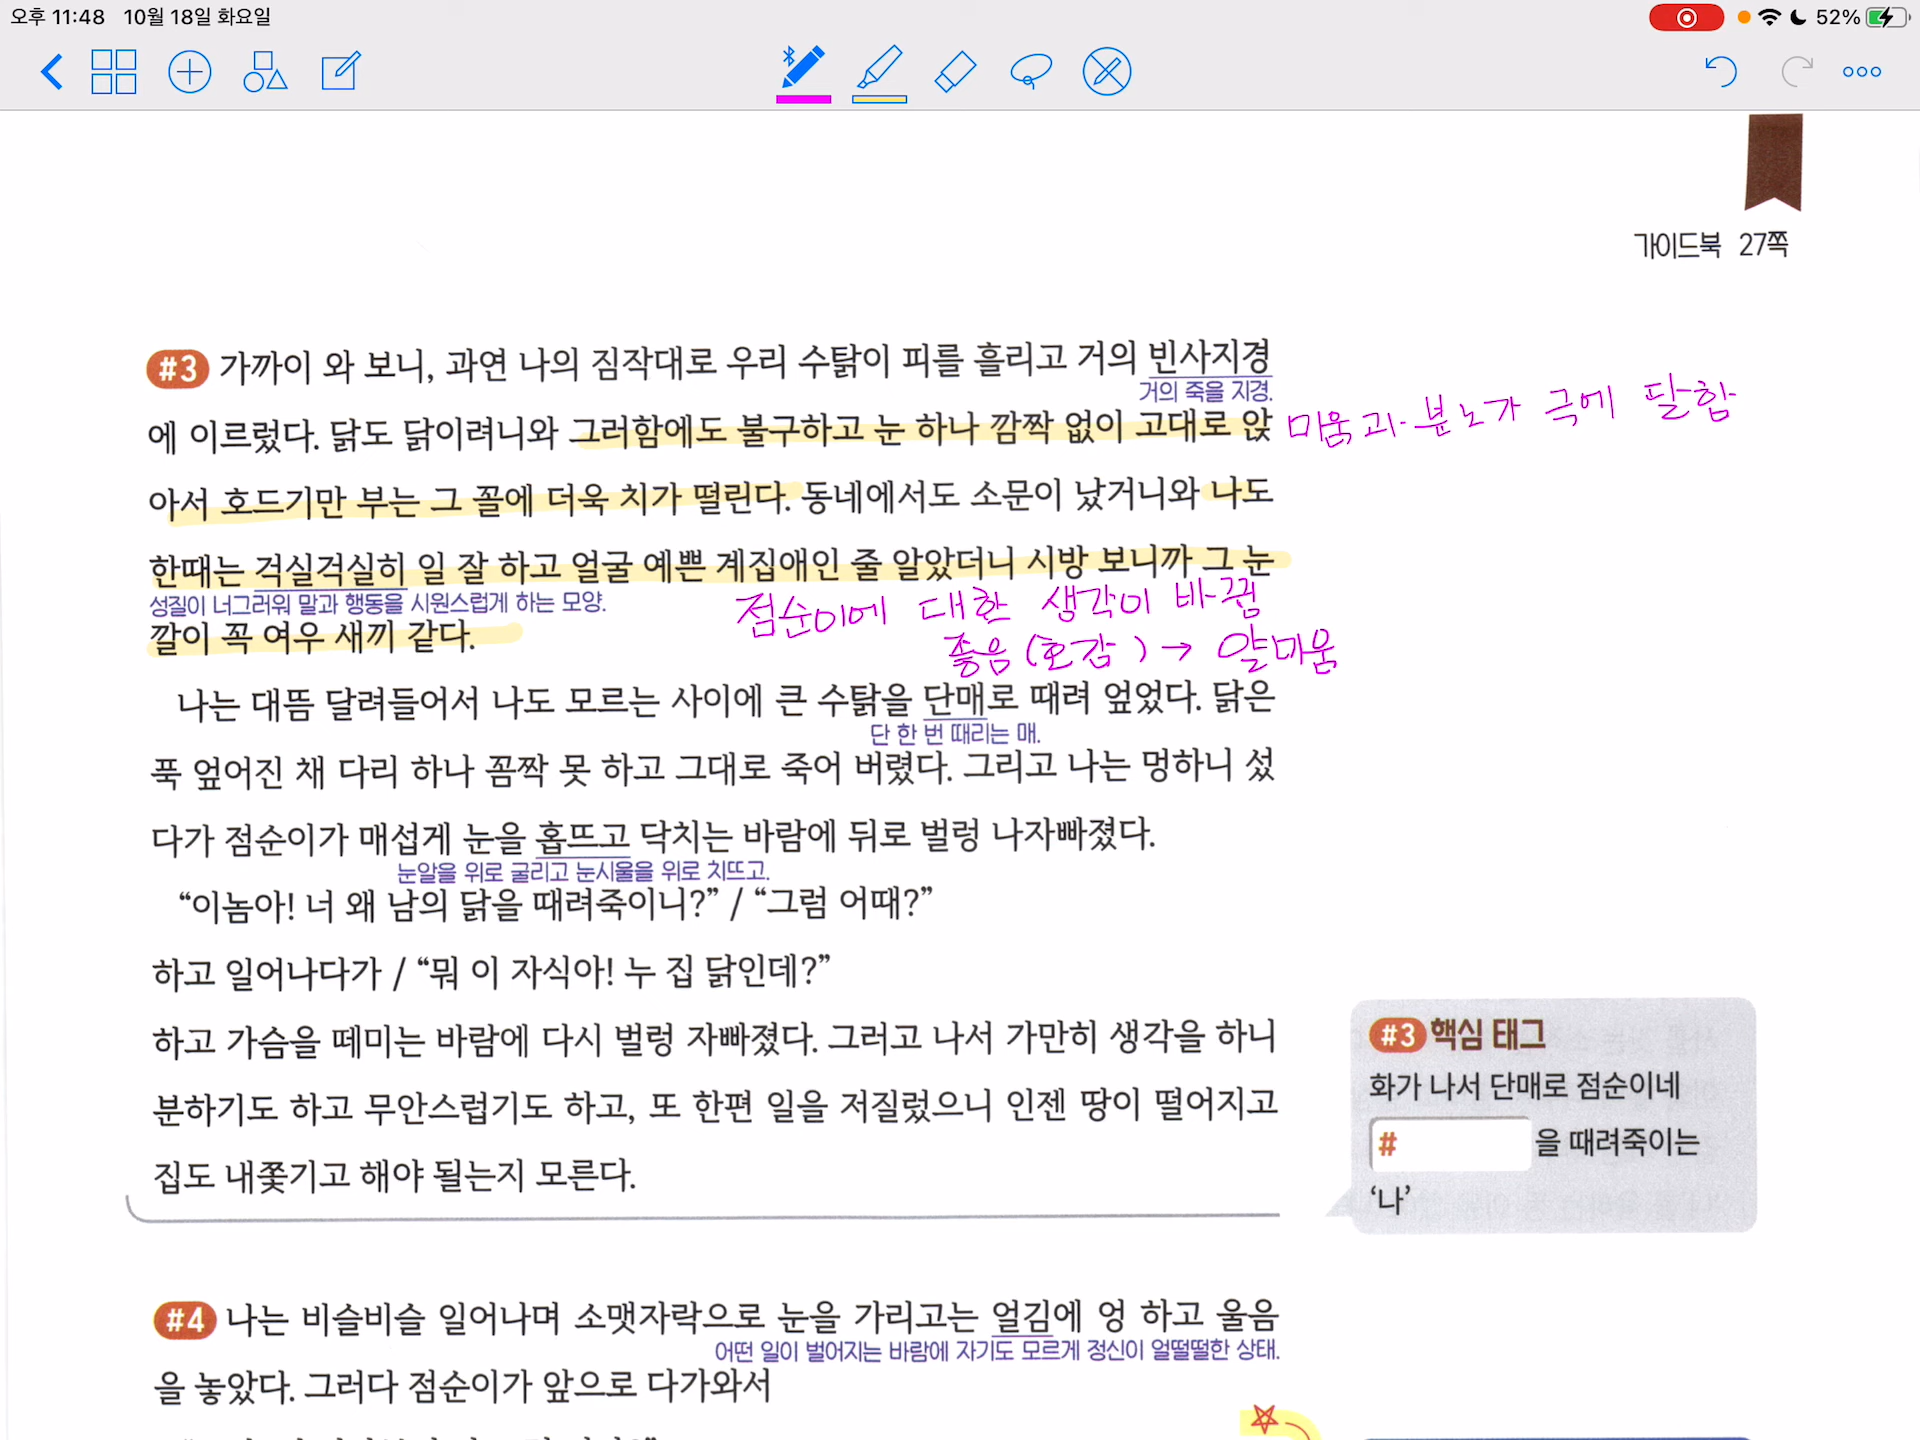 오후 11:48 10월 18일 화요일
52%
가이드북 27쪽
#3 가까이 와 보니, 과연 나의 짐작대로 우리 수탉이 피를 흘리고 거의 빈사지경
거의 죽을 지경.
에 이르렀다. 닭도 닭이려니와 그러함에도 불구하고 눈 하나 깜짝 없이 고대로 앉
미움과 분노가 극에 달함
아서 호드기만 부는 그 꼴에 더욱 치가 떨린다. 동네에서도 소문이 났거니와 나도
한때는 걱실걱실히 일 잘 하고 얼굴 예쁜 계집애인 줄 알았더니 시방 보니까 그 눈
성질이 너그러워 말과 행동을 시원스럽게 하는 모양.
점순이에 대한 생각이 바뀜
깔이 꼭 여우 새끼 같다.
좋음(호감) → 얄미움
나는 대뜸 달려들어서 나도 모르는 사이에 큰 수탉을 단매로 때려 엎었다. 닭은
단 한 번 때리는 매.
푹 엎어진 채 다리 하나 꼼짝 못 하고 그대로 죽어 버렸다. 그리고 나는 멍하니 섰
다가 점순이가 매섭게 눈을 홉뜨고 닥치는 바람에 뒤로 벌렁 나자빠졌다.
눈알을 위로 굴리고 눈시울을 위로 치뜨고.
“이놈아! 너 왜 남의 닭을 때려죽이니?” / “그럼 어때?”
하고 일어나다가 / “뭐 이 자식아! 누 집 닭인데?”
하고 가슴을 떼미는 바람에 다시 벌렁 자빠졌다. 그러고 나서 가만히 생각을 하니
분하기도 하고 무안스럽기도 하고, 또 한편 일을 저질렀으니 인젠 땅이 떨어지고
집도 내쫓기고 해야 될는지 모른다.
#3 핵심 태그
화가 나서 단매로 점순이네
# 을 때려죽이는
‘나’
#4 나는 비슬비슬 일어나며 소맷자락으로 눈을 가리고는 얼김에 엉 하고 울음
어떤 일이 벌어지는 바람에 자기도 모르게 정신이 얼떨떨한 상태.
을 놓았다. 그러다 점순이가 앞으로 다가와서